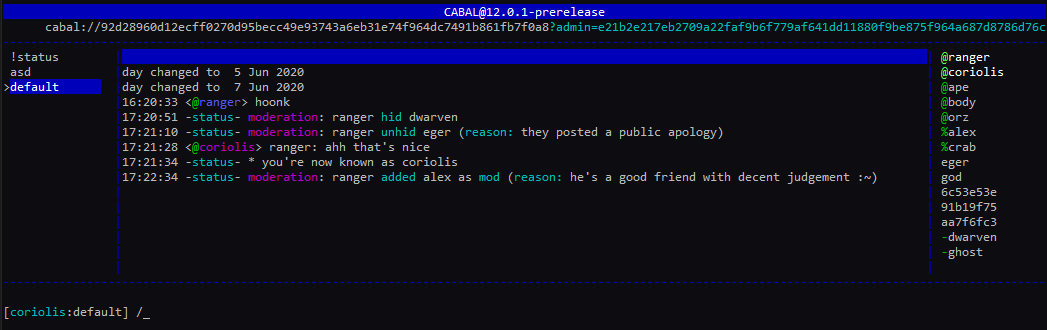 CABAL@12.0.1-prerelease
cabal://92d28960d12ecff0270d95becc49e93743a6eb31e74f964dc7491b861fb7f0a8?admin=e21b2e217eb2709a22faf9b6f779af641dd11880f9be875f964a687d8786d76c
!status
asd
>default
day changed to 5 Jun 2020
day changed to 7 Jun 2020
16:20:33 <@ranger> hoonk
17:20:51 -status- moderation: ranger hid dwarven
17:21:10 -status- moderation: ranger unhid eger (reason: they posted a public apology)
17:21:28 <@coriolis> ranger: ahh that's nice
17:21:34 -status- * you're now known as coriolis
17:22:34 -status- moderation: ranger added alex as mod (reason: he's a good friend with decent judgement :~)
@ranger
@coriolis
@ape
@body
@orz
%alex
%crab
eger
god
6c53e53e
91b19f75
aa7f6fc3
-dwarven
-ghost
[coriolis:default] /_